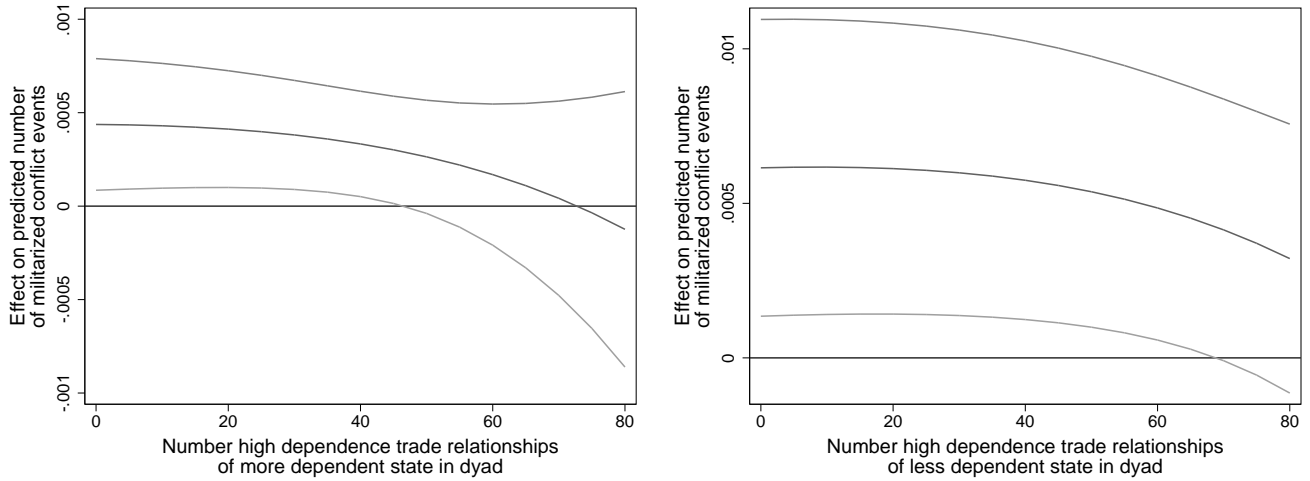 Effect on predicted number
of militarized conflict events
.001
.0005
0
-.0005
-.001
0 20 40 60 80
Number high dependence trade relationships
of more dependent state in dyad
Effect on predicted number
of militarized conflict events
.001
.0005
0
0 20 40 60 80
Number high dependence trade relationships
of less dependent state in dyad